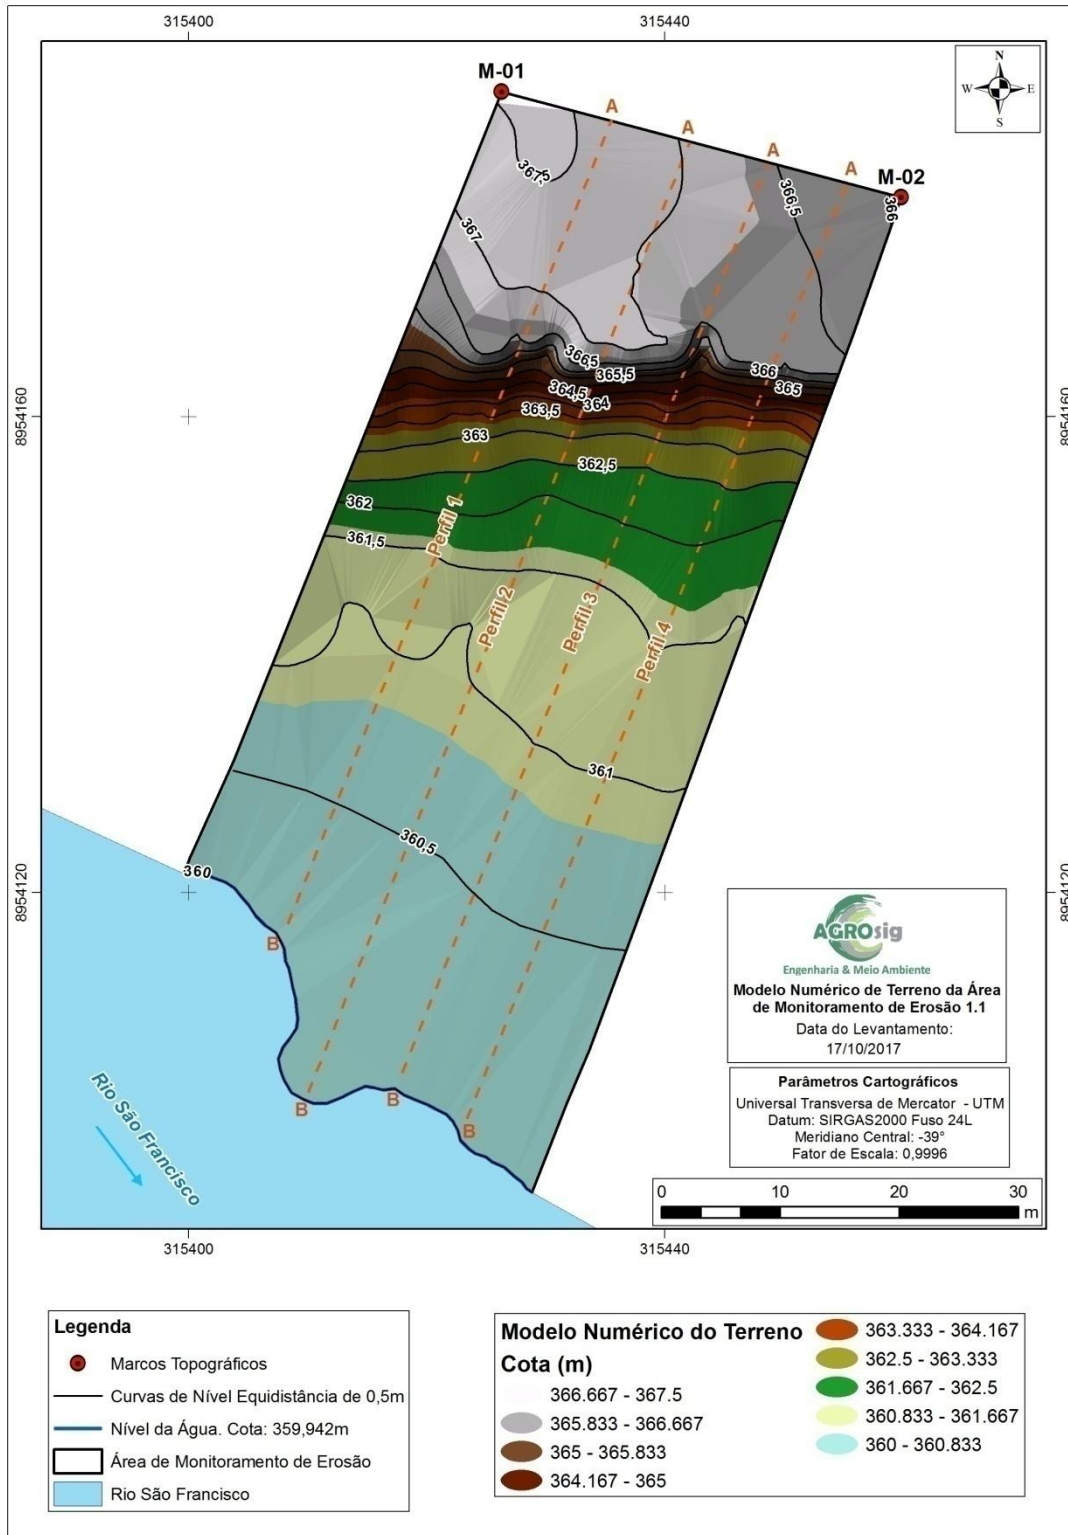 315400
315440
M-01
A
A
A
A
M-02
N
W
E
S
367,5
366,5
366
367
366,5
365,5
366
365
364,5
364
363,5
363
362,5
362
361,5
Perfil 1
Perfil 2
Perfil 3
Perfil 4
361
360,5
360
8954160
8954160
8954120
8954120
B
B
B
B
Rio São Francisco
AGROsig
Engenharia & Meio Ambiente
Modelo Numérico de Terreno da Área
de Monitoramento de Erosão 1.1
Data do Levantamento:
17/10/2017
Parâmetros Cartográficos
Universal Transversa de Mercator - UTM
Datum: SIRGAS2000 Fuso 24L
Meridiano Central: -39°
Fator de Escala: 0,9996
0 10 20 30
m
315400
315440
Legenda
Marcos Topográficos
Curvas de Nível Equidistância de 0,5m
Nível da Água. Cota: 359,942m
Área de Monitoramento de Erosão
Rio São Francisco
Modelo Numérico do Terreno
Cota (m)
366.667 - 367.5
365.833 - 366.667
365 - 365.833
364.167 - 365
363.333 - 364.167
362.5 - 363.333
361.667 - 362.5
360.833 - 361.667
360 - 360.833